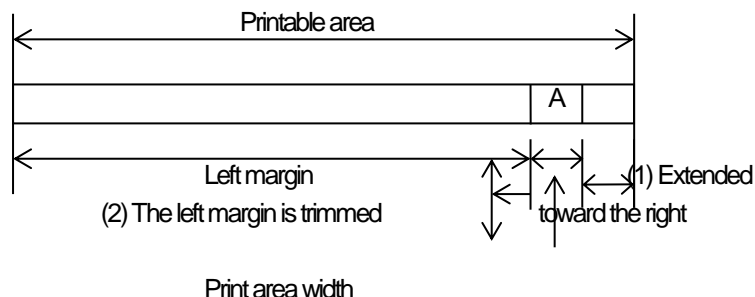 Printable area
A
Left margin
(1) Extended
(2) The left margin is trimmed
toward the right
Print area width